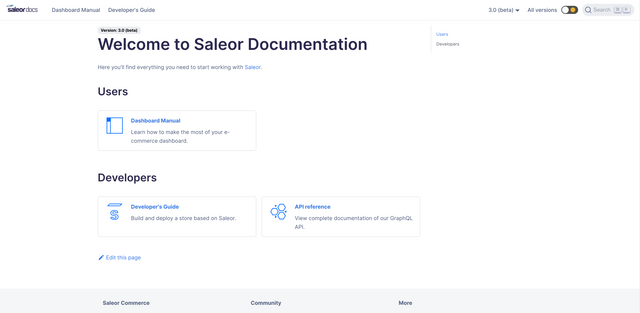 saleor docs
Dashboard Manual
Developer's Guide
3.0 (beta)
All versions
Search
Version: 3.0 (beta)
Welcome to Saleor Documentation
Users
Developers
Here you'll find everything you need to start working with Saleor.
Users
Dashboard Manual
Learn how to make the most of your e-
commerce dashboard.
Developers
Developer's Guide
Build and deploy a store based on Saleor.
API reference
View complete documentation of our GraphQL
API.
Edit this page
Saleor Commerce
Community
More